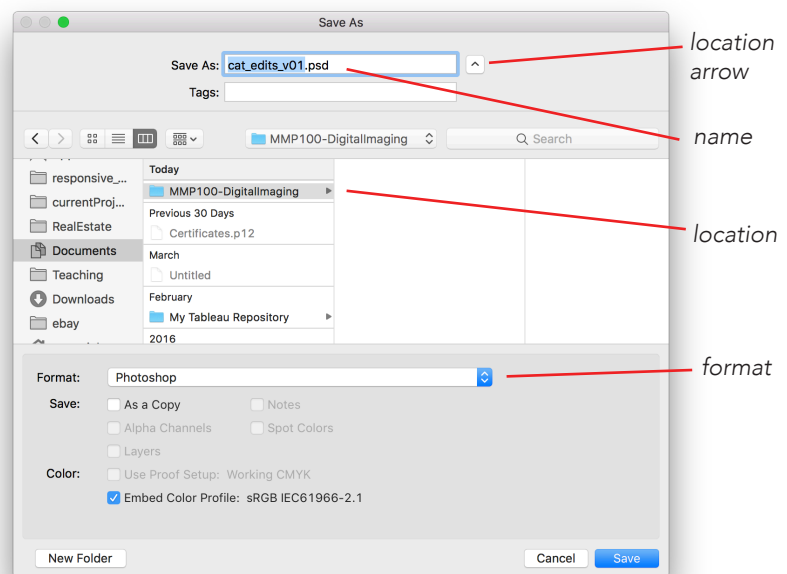 Save As
Save As: cat_edits_v01.psd
location
arrow
Tags:
name
MMP100-DigitalImaging
Search
responsive_...
currentProj...
RealEstate
Documents
Teaching
Downloads
ebay
Today
MMP100-DigitalImaging
Previous 30 Days
Certificates.p12
March
Untitled
February
My Tableau Repository
2016
location
Format: Photoshop
format
Save: As a Copy Notes
Alpha Channels Spot Colors
Layers
Color: Use Proof Setup: Working CMYK
Embed Color Profile: sRGB IEC61966-2.1
New Folder Cancel Save